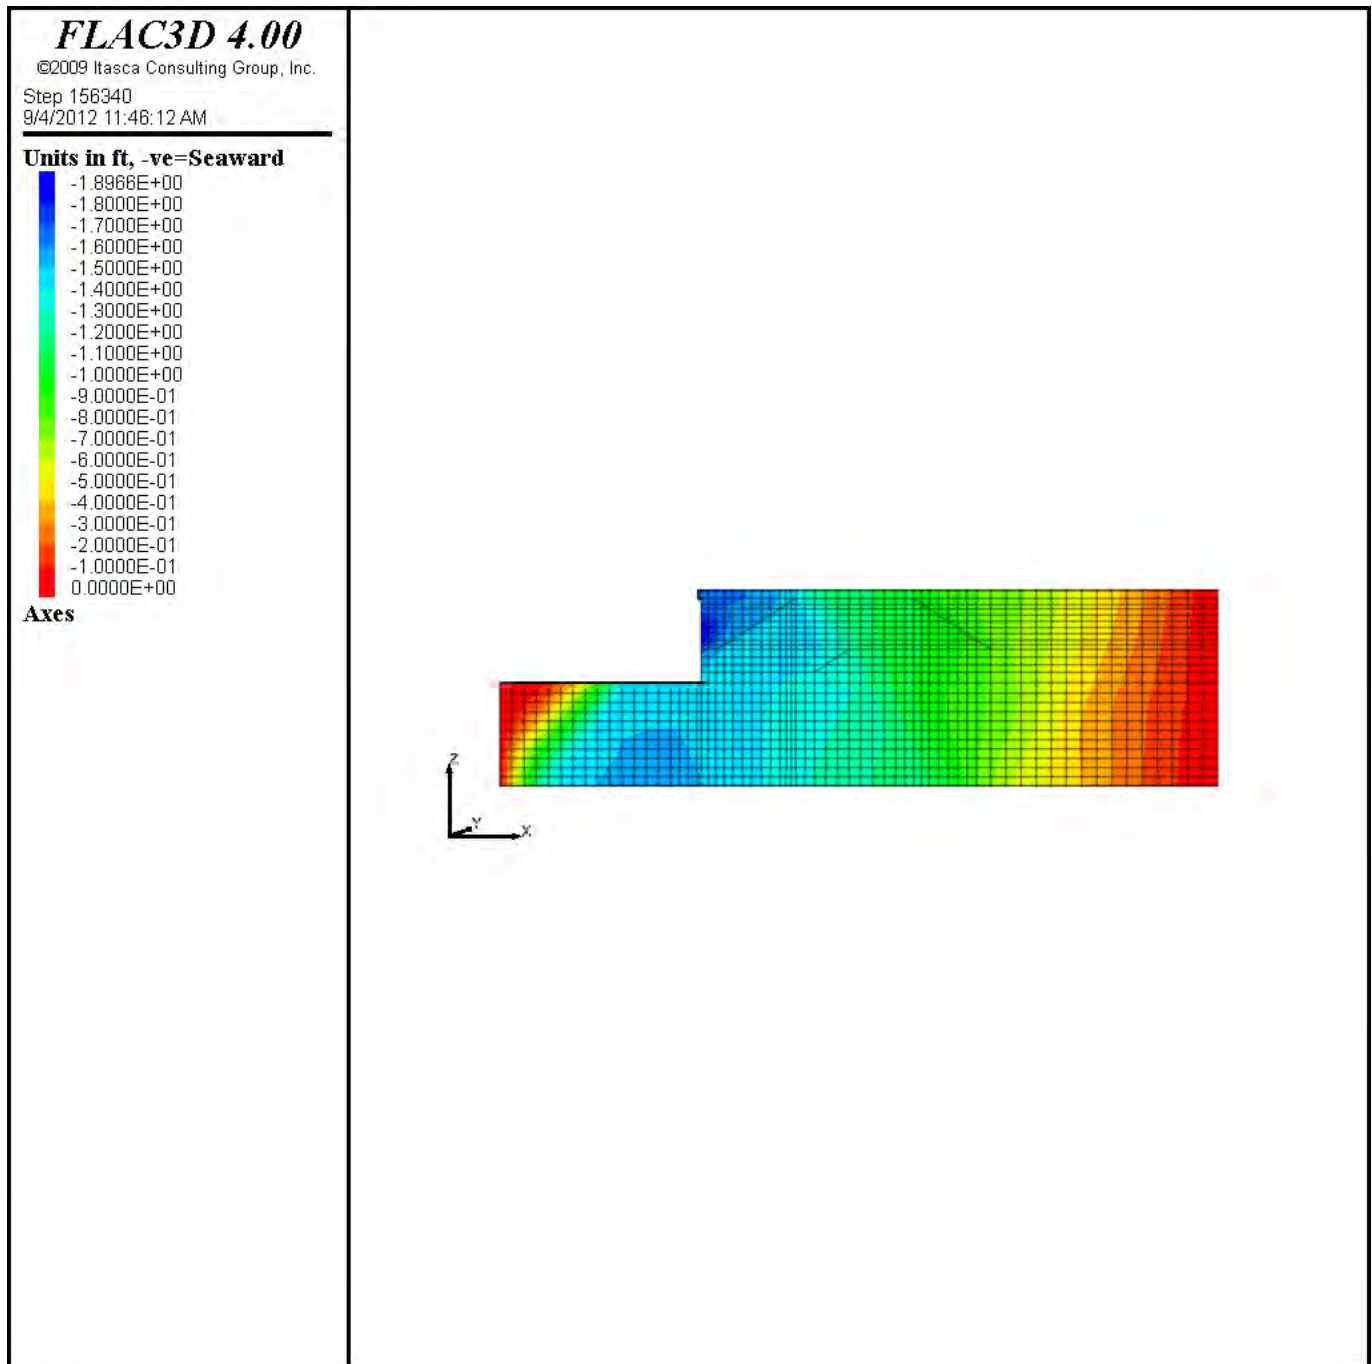 FLAC3D 4.00
©2009 Itasca Consulting Group, Inc.
Step 156340
9/4/2012 11:46:12 AM
Units in ft, -ve=Seaward
-1.8966E+00
-1.8000E+00
-1.7000E+00
-1.6000E+00
-1.5000E+00
-1.4000E+00
-1.3000E+00
-1.2000E+00
-1.1000E+00
-1.0000E+00
-9.0000E-01
-8.0000E-01
-7.0000E-01
-6.0000E-01
-5.0000E-01
-4.0000E-01
-3.0000E-01
-2.0000E-01
-1.0000E-01
0.0000E+00
Axes
Z
Y
X